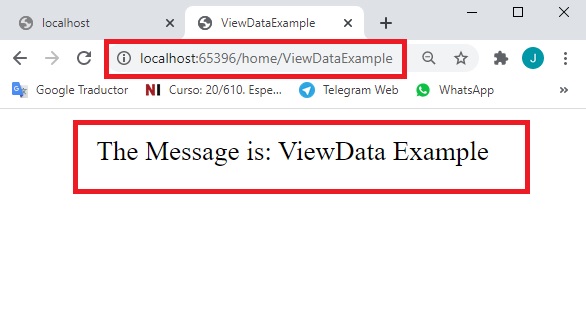 localhost
ViewDataExample
localhost:65396/home/ViewDataExample
J
Google Traductor
NI Curso: 20/610. Espe...
Telegram Web
WhatsApp
The Message is: ViewData Example